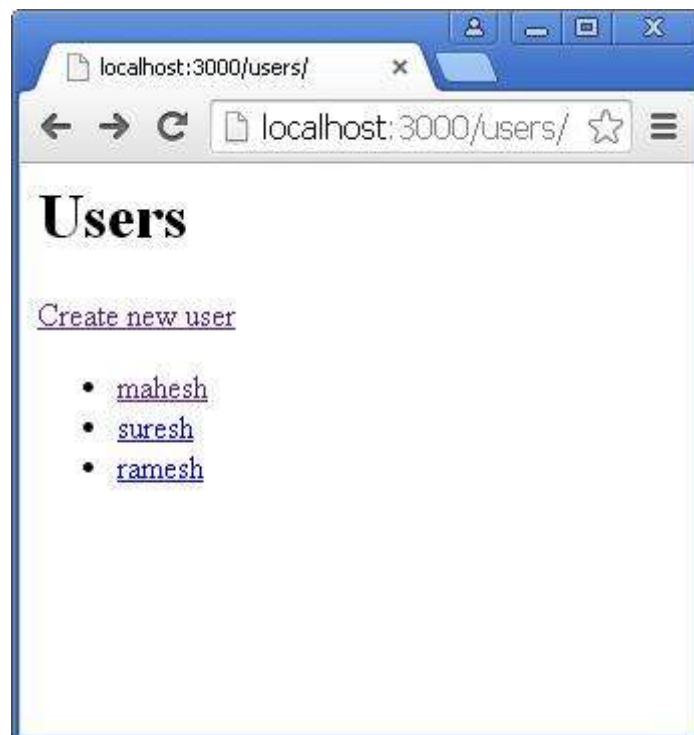 localhost:3000/users/
localhost:3000/users/
Users
Create new user
mahesh
suresh
ramesh